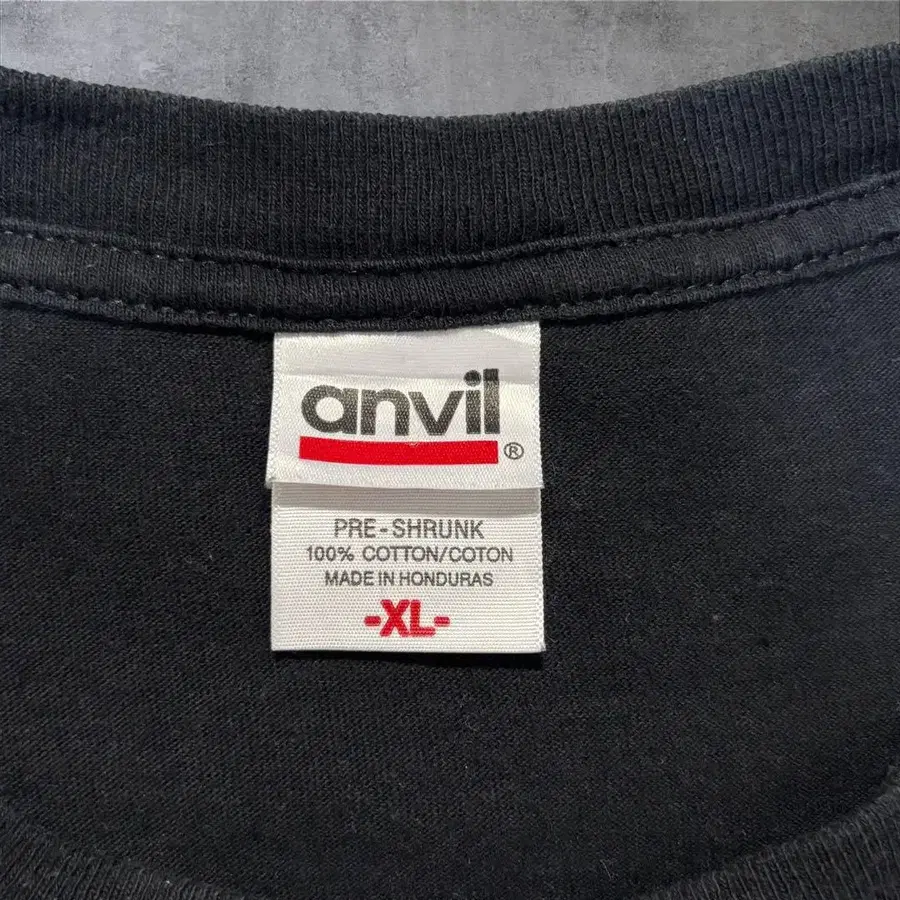 anvil
®
PRE-SHRUNK
100% COTTON/COTON
MADE IN HONDURAS
-XL-